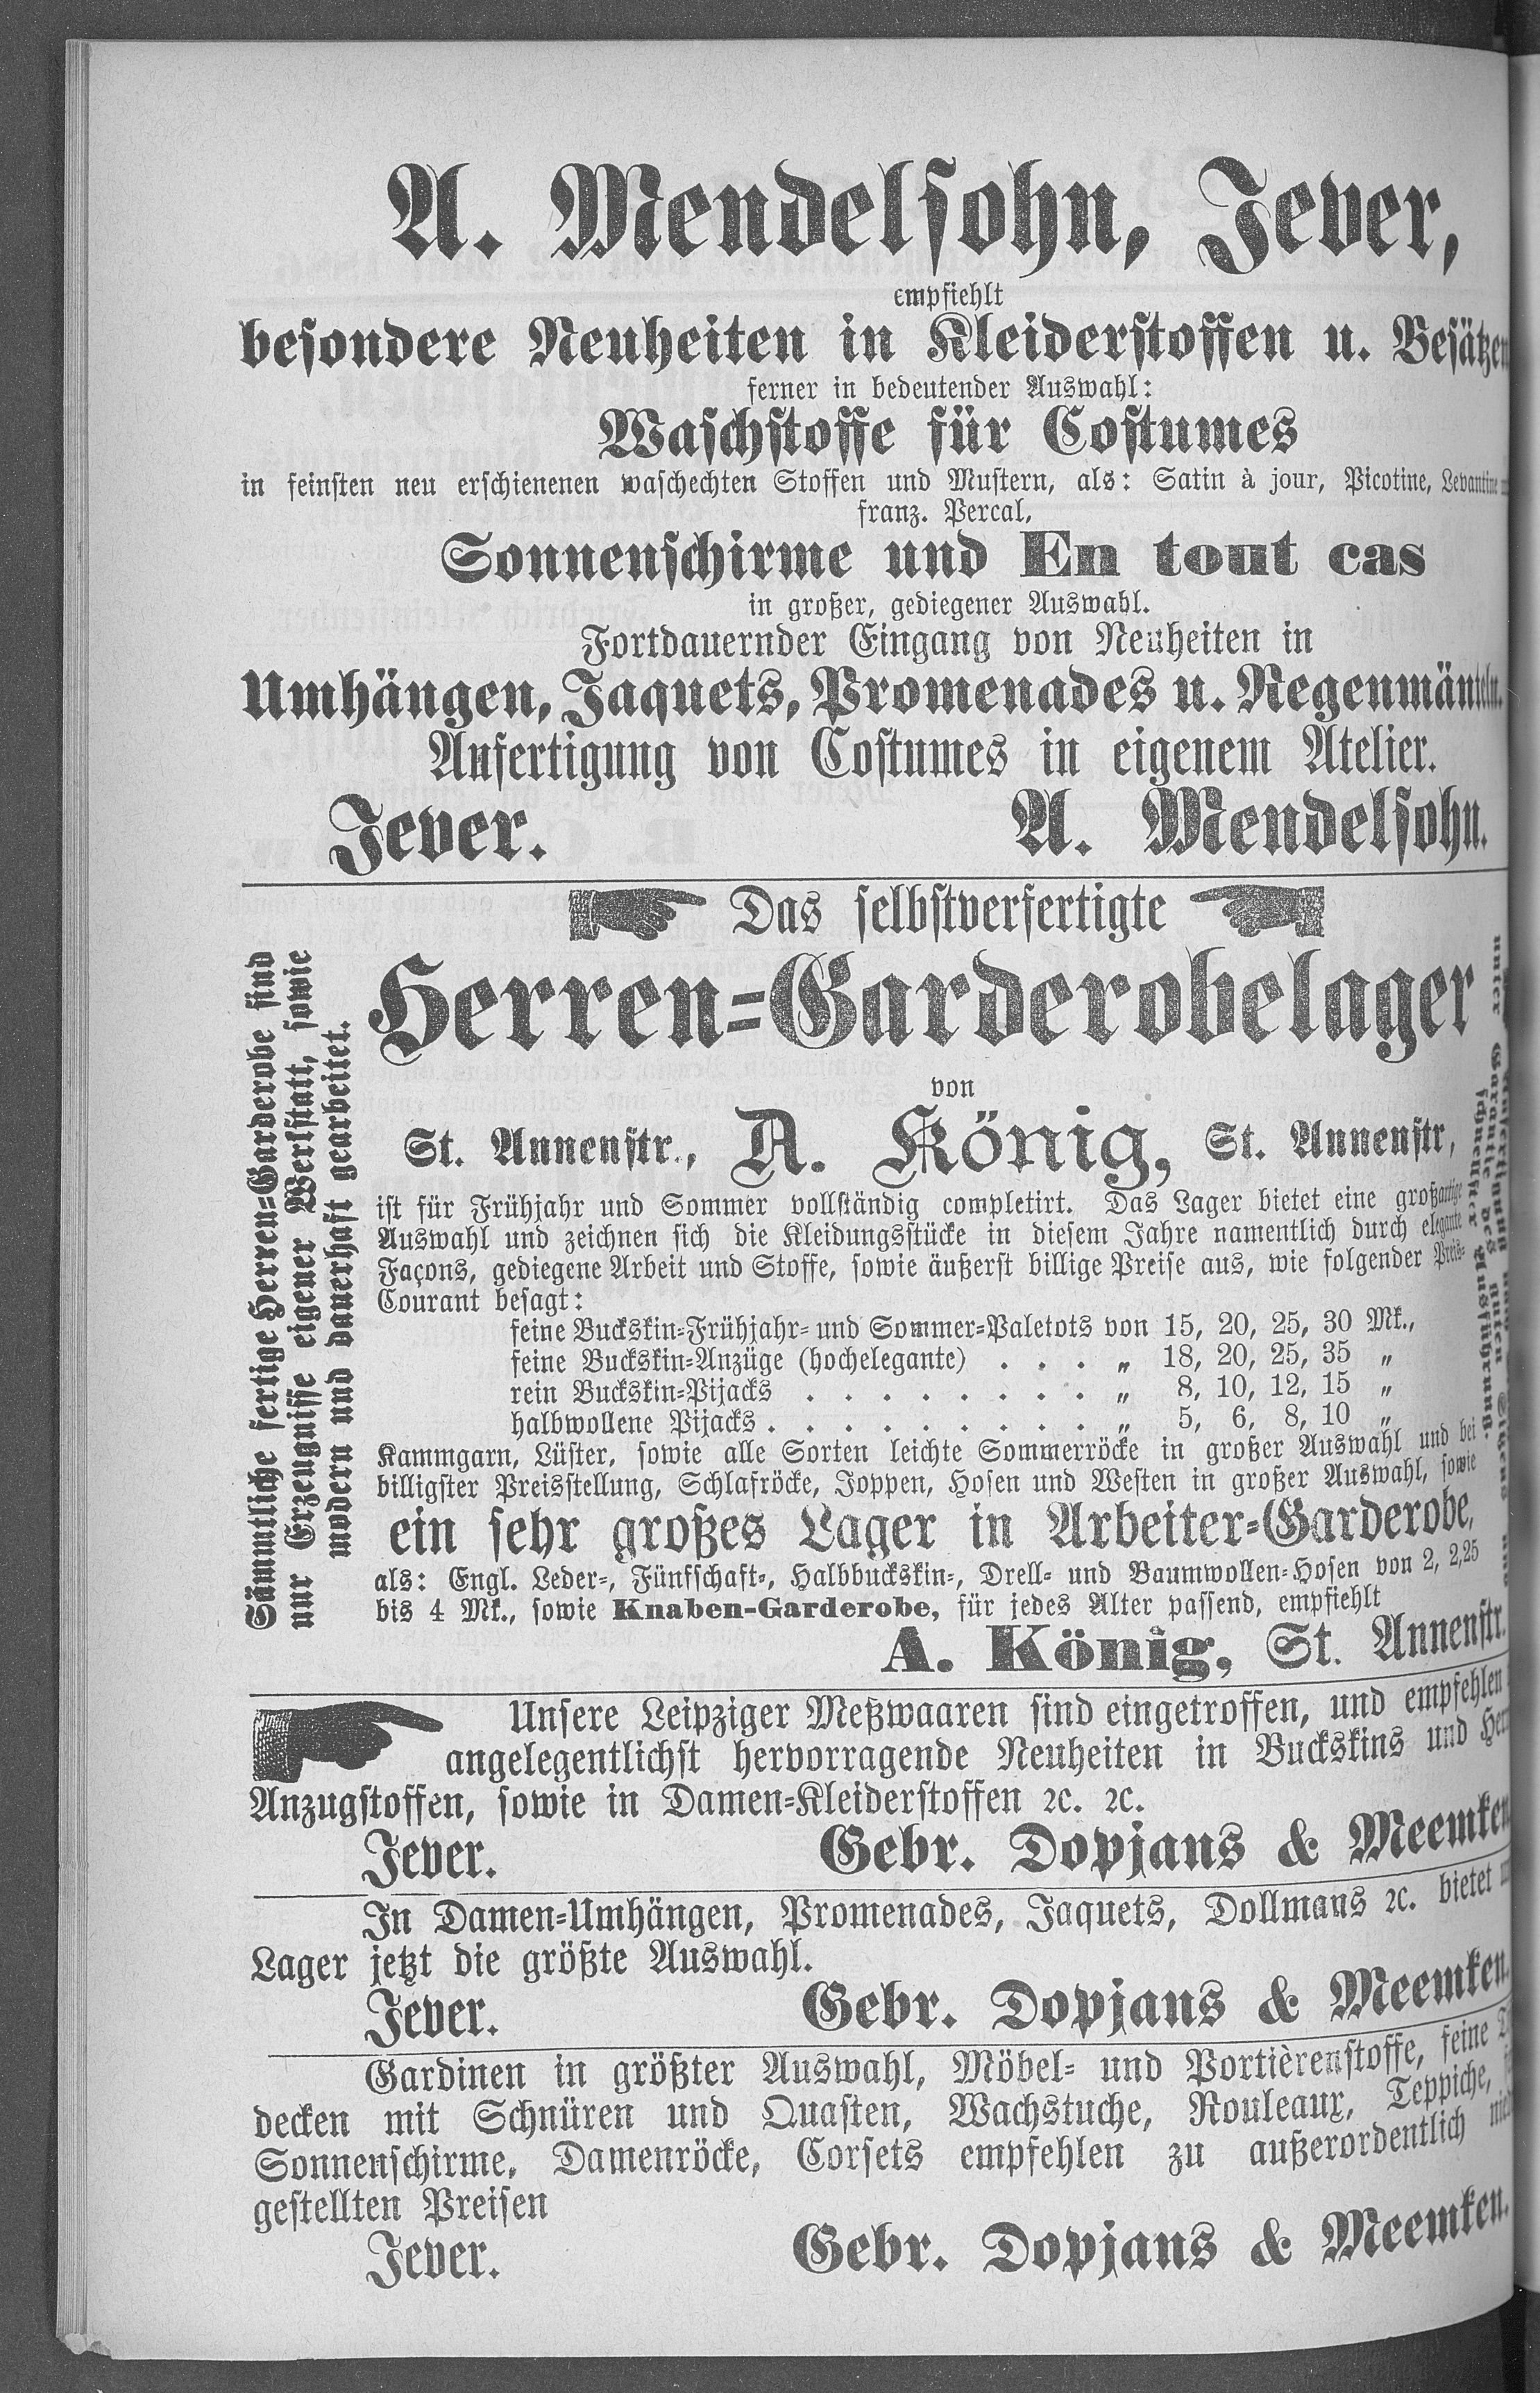 A. Mendelsohn, Jever,
empfiehlt
besondere Neuheiten in Kleiderstoffen u. Besätzen
ferner in bedeutender Auswahl:
Waschstoffe für Costumes
in feinsten neu erschienenen waschechten Stoffen und Mustern, als: Satin à jour, Picotine, Levantine
franz. Percal,
Sonnenschirme und En tout cas
in großer, gediegener Auswahl.
Fortdauernder Eingang von Neuheiten in
Umhängen, Jaquets, Promenades u. Regenmänteln.
Anfertigung von Costumes in eigenem Atelier.
Jever. A. Mendelsohn.
Das selbstverfertigte
Herren-Garderobelager
von
St. Annenstr., A. König, St. Annenstr,
ist für Frühjahr und Sommer vollständig completirt. Das Lager bietet eine großartige
Auswahl und zeichnen sich die Kleidungsstücke in diesem Jahre namentlich durch elegante
Façons, gediegene Arbeit und Stoffe, sowie äußerst billige Preise aus, wie folgender Preis-
Courant besagt:
feine Buckskin-Frühjahr- und Sommer-Paletots von 15, 20, 25, 30 Mk.,
feine Buckskin-Anzüge (hochelegante) . . . „ 18, 20, 25, 35 „
rein Buckskin-Pijacks . . . . . . . . „ 8, 10, 12, 15 „
halbwollene Pijacks . . . . . . . . . „ 5, 6, 8, 10 „
Kammgarn, Lüster, sowie alle Sorten leichte Sommerröcke in großer Auswahl und bei
billigster Preisstellung, Schlafröcke, Joppen, Hosen und Westen in großer Auswahl, sowie
ein sehr großes Lager in Arbeiter-Garderobe,
als: Engl. Leder-, Fünfschaft-, Halbbuckskin-, Drell- und Baumwollen-Hosen von 2, 2,25
bis 4 Mk., sowie Knaben-Garderobe, für jedes Alter passend, empfiehlt
A. König, St. Annenstr.
Sämmtliche fertige Herren-Garderobe sind
nur Erzeugnisse eigener Werkstatt, sowie
modern und dauerhaft gearbeitet.
unter Garantie des guten Sitzens und
schnellster Ausführung.
Unsere Leipziger Meßwaaren sind eingetroffen, und empfehlen
angelegentlichst hervorragende Neuheiten in Buckskins und
Anzugstoffen, sowie in Damen-Kleiderstoffen ꝛc. ꝛc.
Jever. Gebr. Dopjans & Meemken.
In Damen-Umhängen, Promenades, Jaquets, Dollmans ꝛc. bietet
Lager jetzt die größte Auswahl.
Jever. Gebr. Dopjans & Meemken.
Gardinen in größter Auswahl, Möbel- und Portièrenstoffe, feine
decken mit Schnüren und Quasten, Wachstuche, Rouleaux, Teppiche,
Sonnenschirme, Damenröcke, Corsets empfehlen zu außerordentlich
gestellten Preisen
Jever. Gebr. Dopjans & Meemken.